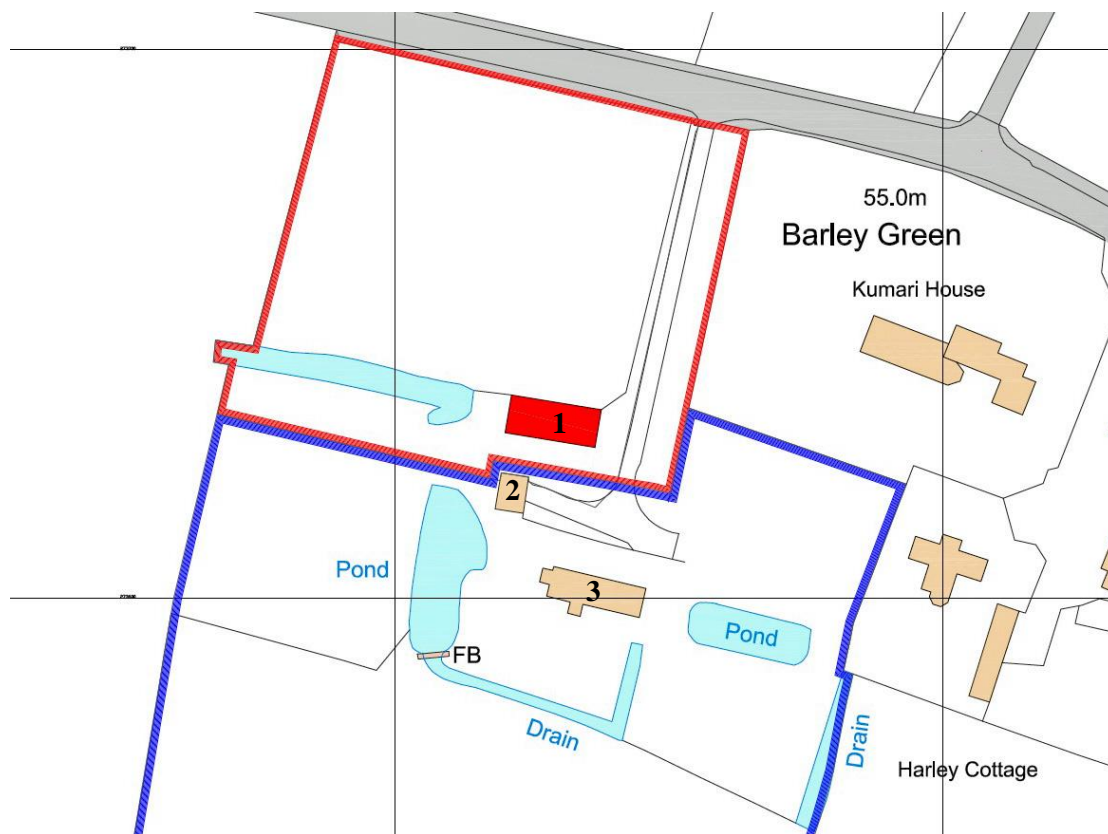 55.0m
Barley Green
Kumari House
1
2
Pond
3
Pond
FB
Drain
Drain
Harley Cottage